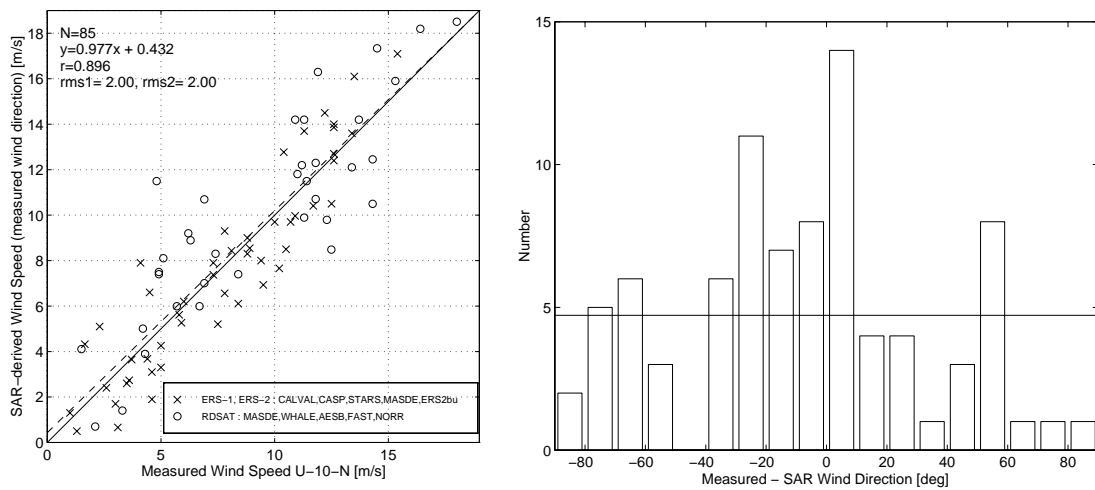 N=85
y=0.977x + 0.432
r=0.896
rms1= 2.00, rms2= 2.00
SAR−derived Wind Speed (measured wind direction) [m/s]
18
16
14
12
10
8
6
4
2
0
ERS−1, ERS−2 : CALVAL,CASP,STARS,MASDE,ERS2bu
RDSAT : MASDE,WHALE,AESB,FAST,NORR
0 5 10 15
Measured Wind Speed U−10−N [m/s]
15
10
5
0
Number
−80 −60 −40 −20 0 20 40 60 80
Measured − SAR Wind Direction [deg]